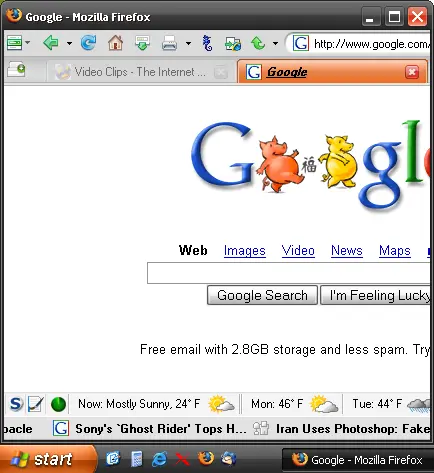 Google - Mozilla Firefox
http://www.google.com/
Video Clips - The Internet ...
Google
Google
福
Web Images Video News Maps
Google Search I'm Feeling Lucky
Free email with 2.8GB storage and less spam. Try
Now: Mostly Sunny, 24° F Mon: 46° F Tue: 44° F
pacle Sony's `Ghost Rider' Tops H... Iran Uses Photoshop: Fake
start Google - Mozilla Firefox